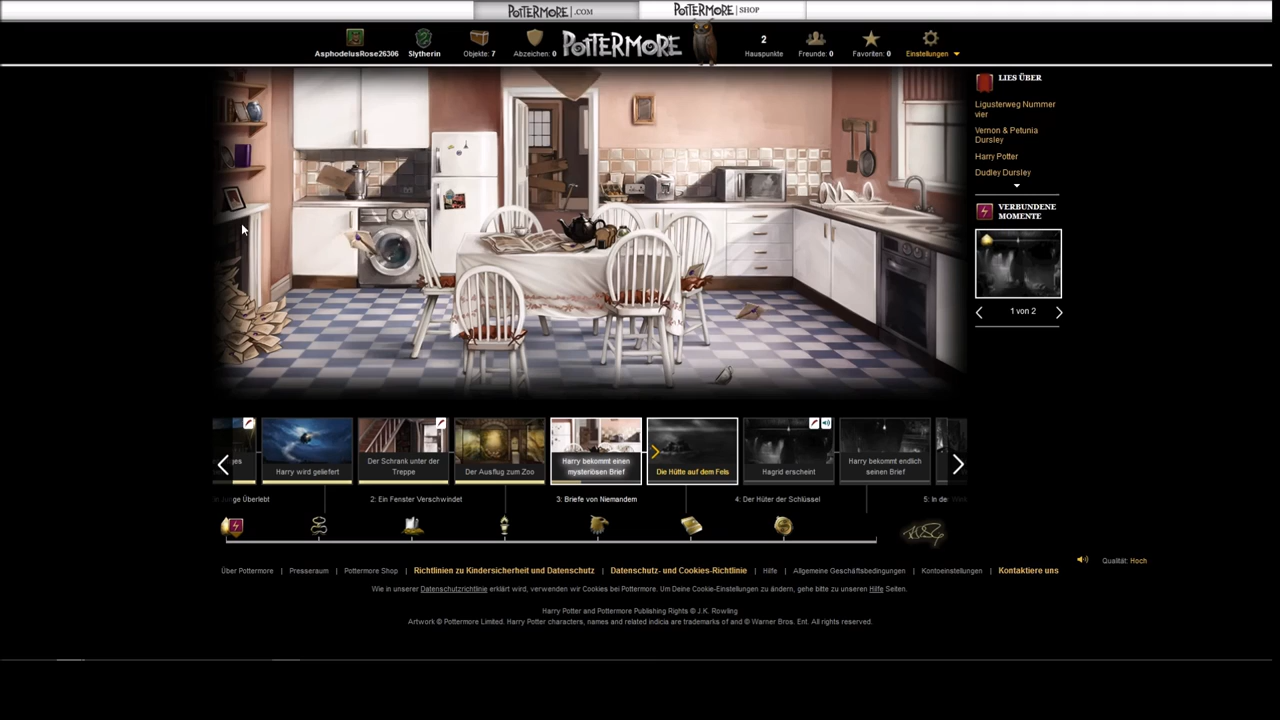 POTTERMORE .COM
POTTERMORE SHOP
AsphodelusRose26306
Slytherin
Objekte: 7
Abzeichen: 0
POTTERMORE
2
Hauspunkte
Freunde: 0
Favoriten: 0
Einstellungen
LIES ÜBER
Ligusterweg Nummer
vier
Vernon & Petunia
Dursley
Harry Potter
Dudley Dursley
VERBUNDENE
MOMENTE
1 von 2
Harry wird geliefert
Der Schrank unter der
Treppe
Der Ausflug zum Zoo
Harry bekommt einen
mysteriösen Brief
Die Hütte auf dem Fels
Hagrid erscheint
Harry bekommt endlich
seinen Brief
Junge Überlebt
2: Ein Fenster Verschwindet
3: Briefe von Niemandem
4: Der Hüter der Schlüssel
5: In der
Über Pottermore | Presseraum | Pottermore Shop | Richtlinien zu Kindersicherheit und Datenschutz | Datenschutz- und Cookies-Richtlinie | Hilfe | Allgemeine Geschäftsbedingungen | Kontoeinstellungen | Kontaktiere uns
Qualität: Hoch
Wie in unserer Datenschutzrichtlinie erklärt wird, verwenden wir Cookies bei Pottermore. Um Deine Cookie-Einstellungen zu ändern, gehe bitte zu unseren Hilfe Seiten.
Harry Potter and Pottermore Publishing Rights © J.K. Rowling
Artwork © Pottermore Limited. Harry Potter characters, names and related indicia are trademarks of and © Warner Bros. Ent. All rights reserved.